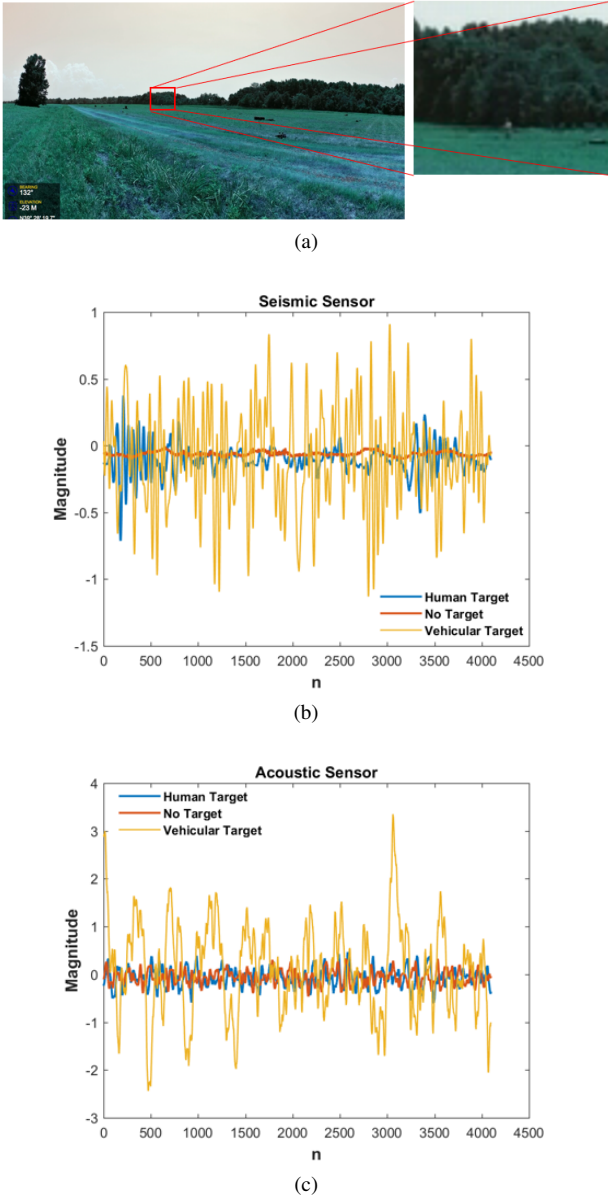 BEARING
132°
ELEVATION
-23 M
(a)
Seismic Sensor
Magnitude
1
0.5
0
-0.5
-1
-1.5
0 500 1000 1500 2000 2500 3000 3500 4000 4500
n
Human Target
No Target
Vehicular Target
(b)
Acoustic Sensor
Magnitude
4
3
2
1
0
-1
-2
-3
0 500 1000 1500 2000 2500 3000 3500 4000 4500
n
Human Target
No Target
Vehicular Target
(c)